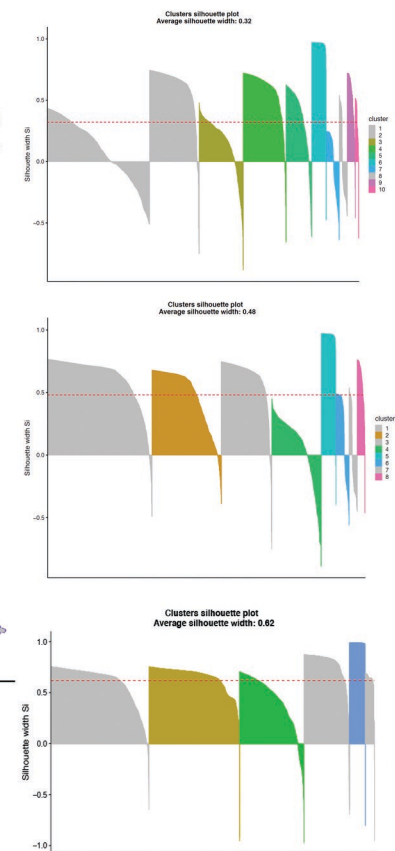 Clusters silhouette plot
Average silhouette width: 0.32
1.0
0.5
0.0
−0.5
Silhouette width Si
cluster
1
2
3
4
5
6
7
8
9
10
Clusters silhouette plot
Average silhouette width: 0.48
1.0
0.5
0.0
−0.5
Silhouette width Si
cluster
1
2
3
4
5
6
7
8
Clusters silhouette plot
Average silhouette width: 0.62
1.0
0.5
0.0
−0.5
−1.0
Silhouette width Si